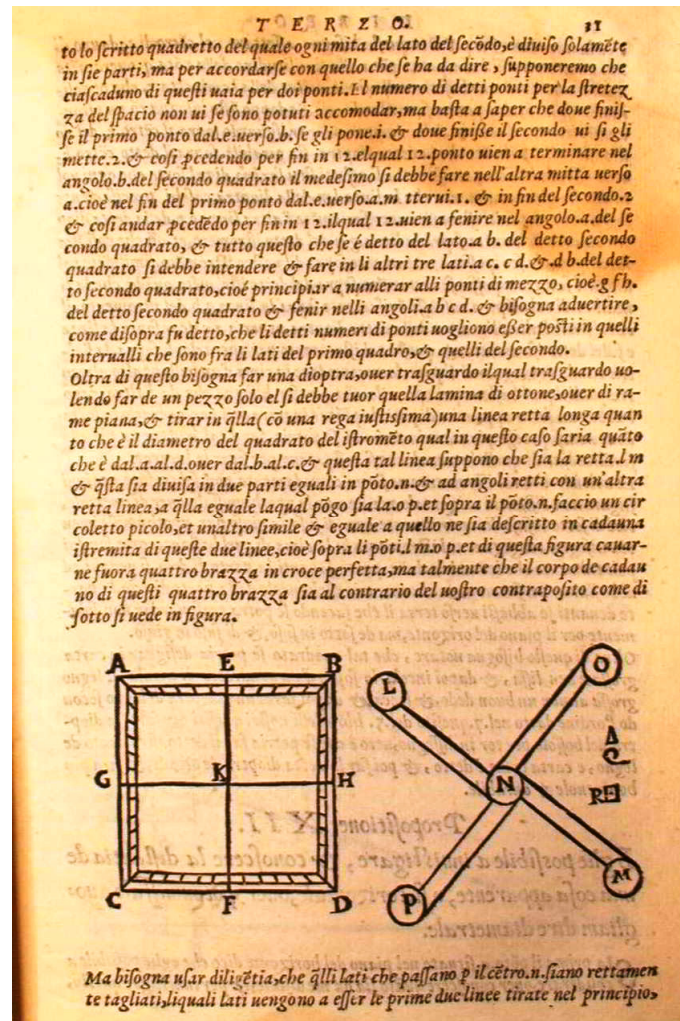 TERZO. 31
to lo ſcritto quadretto del quale ogni mita del lato del ſecōdo,è diuiſo ſolamēte
in ſie parti, ma per accordarſe con quello che ſe ha da dire, ſupponeremo che
ciaſcaduno di queſti uaia per doi ponti.Il numero di detti ponti per la ſtretez
za del ſpacio non ui ſe ſono potuti accomodar,ma baſta a ſaper che doue finiſ-
ſe il primo ponto dal.e.uerſo.b. ſe gli pone.i. & doue finiſſe il ſecondo ui ſi gli
mette.2.& coſi pcedendo per fin in 12.elqual 12.ponto uien a terminare nel
angolo.b.del ſecondo quadrato il medeſimo ſi debbe fare nell'altra mitta uerſo
a.cioè nel fin del primo ponto dal.e.uerſo.a.m tterui.1. & in fin del ſecondo.2
& coſi andar pcedēdo per fin in 12.ilqual 12.uien a fenire nel angolo.a.del ſe
condo quadrato, & tutto queſto che ſe é detto del lato.a b. del detto ſecondo
quadrato ſi debbe intendere & fare in li altri tre lati.a c. c d.&.d b.del det-
to ſecondo quadrato,cioé principiar a numerar alli ponti di mezzo, cioè.g f h.
del detto ſecondo quadrato & fenir nelli angoli.a b c d. & biſogna aduertire,
come diſopra fu detto,che li detti numeri di ponti uogliono eſſer poſti in quelli
interualli che ſono fra li lati del primo quadro,& quelli del ſecondo.
Oltra di queſto biſogna far una dioptra,ouer traſguardo ilqual traſguardo uo-
lendo far de un pezzo ſolo el ſi debbe tuor quella lamina di ottone,ouer di ra-
me piana,& tirar in q̄lla(cō una rega iuſtiſſima)una linea retta longa quan
to che è il diametro del quadrato del iſtromēto qual in queſto caſo ſaria quāto
che è dal.a.al.d.ouer dal.b.al.c.& queſta tal linea ſuppono che ſia la retta.l m
& q̄ſta ſia diuiſa in due parti eguali in pōto.n.& ad angoli retti con un'altra
retta linea,a q̄lla eguale laqual pōgo ſia la.o p.et ſopra il pōto.n.faccio un cir
coletto picolo,et unaltro ſimile & eguale a quello ne ſia deſcritto in cadauna
iſtremita di queſte due linee,cioè ſopra li pōti.l m.o p.et di queſta figura cauar-
ne fuora quattro brazza in croce perfetta,ma talmente che il corpo de cadau
no di queſti quattro brazza ſia al contrario del uoſtro contrapoſito come di
ſotto ſi uede in figura.
A E B
L O
G K H
N
C F D
P M
Ma biſogna uſar diligētia,che q̄lli lati che paſſano p il cētro.n.ſiano rettamen
te tagliati,liquali lati uengono a eſſer le prime due linee tirate nel principio,